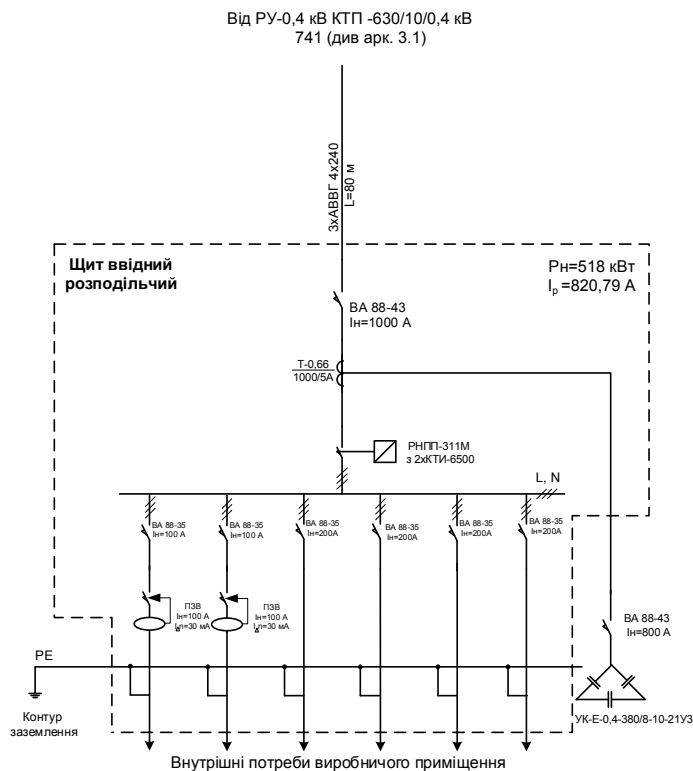 Від РУ-0,4 кВ КТП -630/10/0,4 кВ
741 (див арк. 3.1)
3хАВВГ 4х240
L=80 м
Щит ввідний
розподільчий
Рн=518 кВт
Iр =820,79 А
ВА 88-43
Ін=1000 А
Т-0,66
1000/5А
РНПП-311М
з 2хКТИ-6500
L, N
ВА 88-35
Ін=100 А
ВА 88-35
Ін=100 А
ВА 88-35
Ін=200А
ВА 88-35
Ін=200А
ВА 88-35
Ін=200А
ВА 88-35
Ін=200А
ПЗВ
Ін=100 А
I∆n=30 мА
ПЗВ
Ін=100 А
I∆n=30 мА
ВА 88-43
Ін=800 А
PE
Контур
заземлення
УК-Е-0,4-380/8-10-21У3
Внутрішні потреби виробничого приміщення